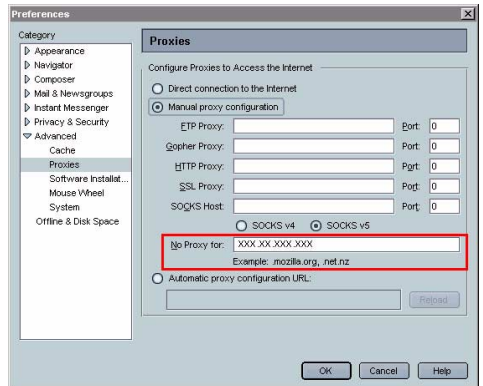 Preferences
Category
Appearance
Navigator
Composer
Mail & Newsgroups
Instant Messenger
Privacy & Security
Advanced
Cache
Proxies
Software Installat...
Mouse Wheel
System
Offline & Disk Space
Proxies
Configure Proxies to Access the Internet
Direct connection to the Internet
Manual proxy configuration
FTP Proxy: Port: 0
Gopher Proxy: Port: 0
HTTP Proxy: Port: 0
SSL Proxy: Port: 0
SOCKS Host: Port: 0
SOCKS v4 SOCKS v5
No Proxy for: XXX.XX.XXX.XXX
Example: .mozilla.org, .net.nz
Automatic proxy configuration URL:
Reload
OK Cancel Help